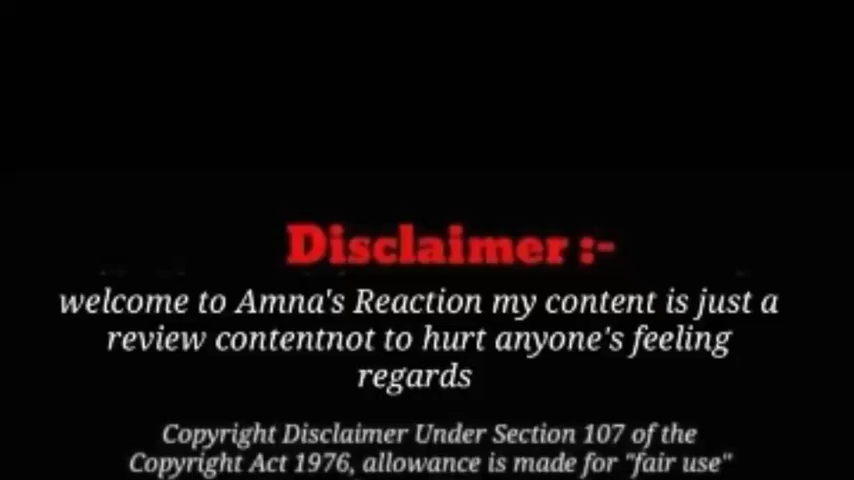 Disclaimer :-
welcome to Amna's Reaction my content is just a
review contentnot to hurt anyone's feeling
regards
Copyright Disclaimer Under Section 107 of the
Copyright Act 1976, allowance is made for "fair use"